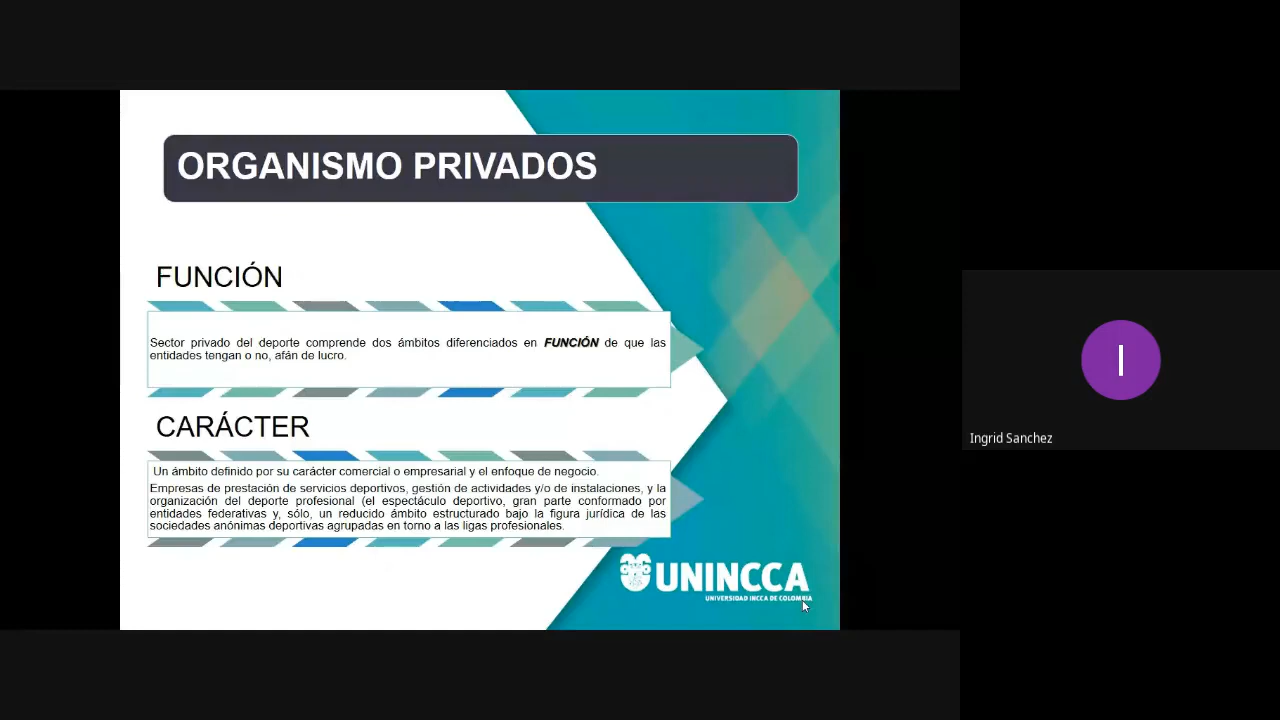 ORGANISMO PRIVADOS
FUNCIÓN
Sector privado del deporte comprende dos ámbitos diferenciados en FUNCIÓN de que las
entidades tengan o no, afán de lucro.
CARÁCTER
Un ámbito definido por su carácter comercial o empresarial y el enfoque de negocio.
Empresas de prestación de servicios deportivos, gestión de actividades y/o de instalaciones, y la
organización del deporte profesional (el espectáculo deportivo, gran parte conformado por
entidades federativas y, sólo, un reducido ámbito estructurado bajo la figura jurídica de las
sociedades anónimas deportivas agrupadas en torno a las ligas profesionales.
UNINCCA
UNIVERSIDAD INCCA DE COLOMBIA
I
Ingrid Sanchez